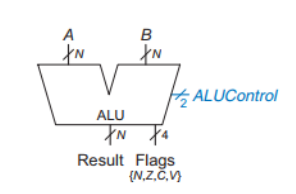 A B
N N
2 ALUControl
ALU
N 4
Result Flags
{N,Z,C,V}